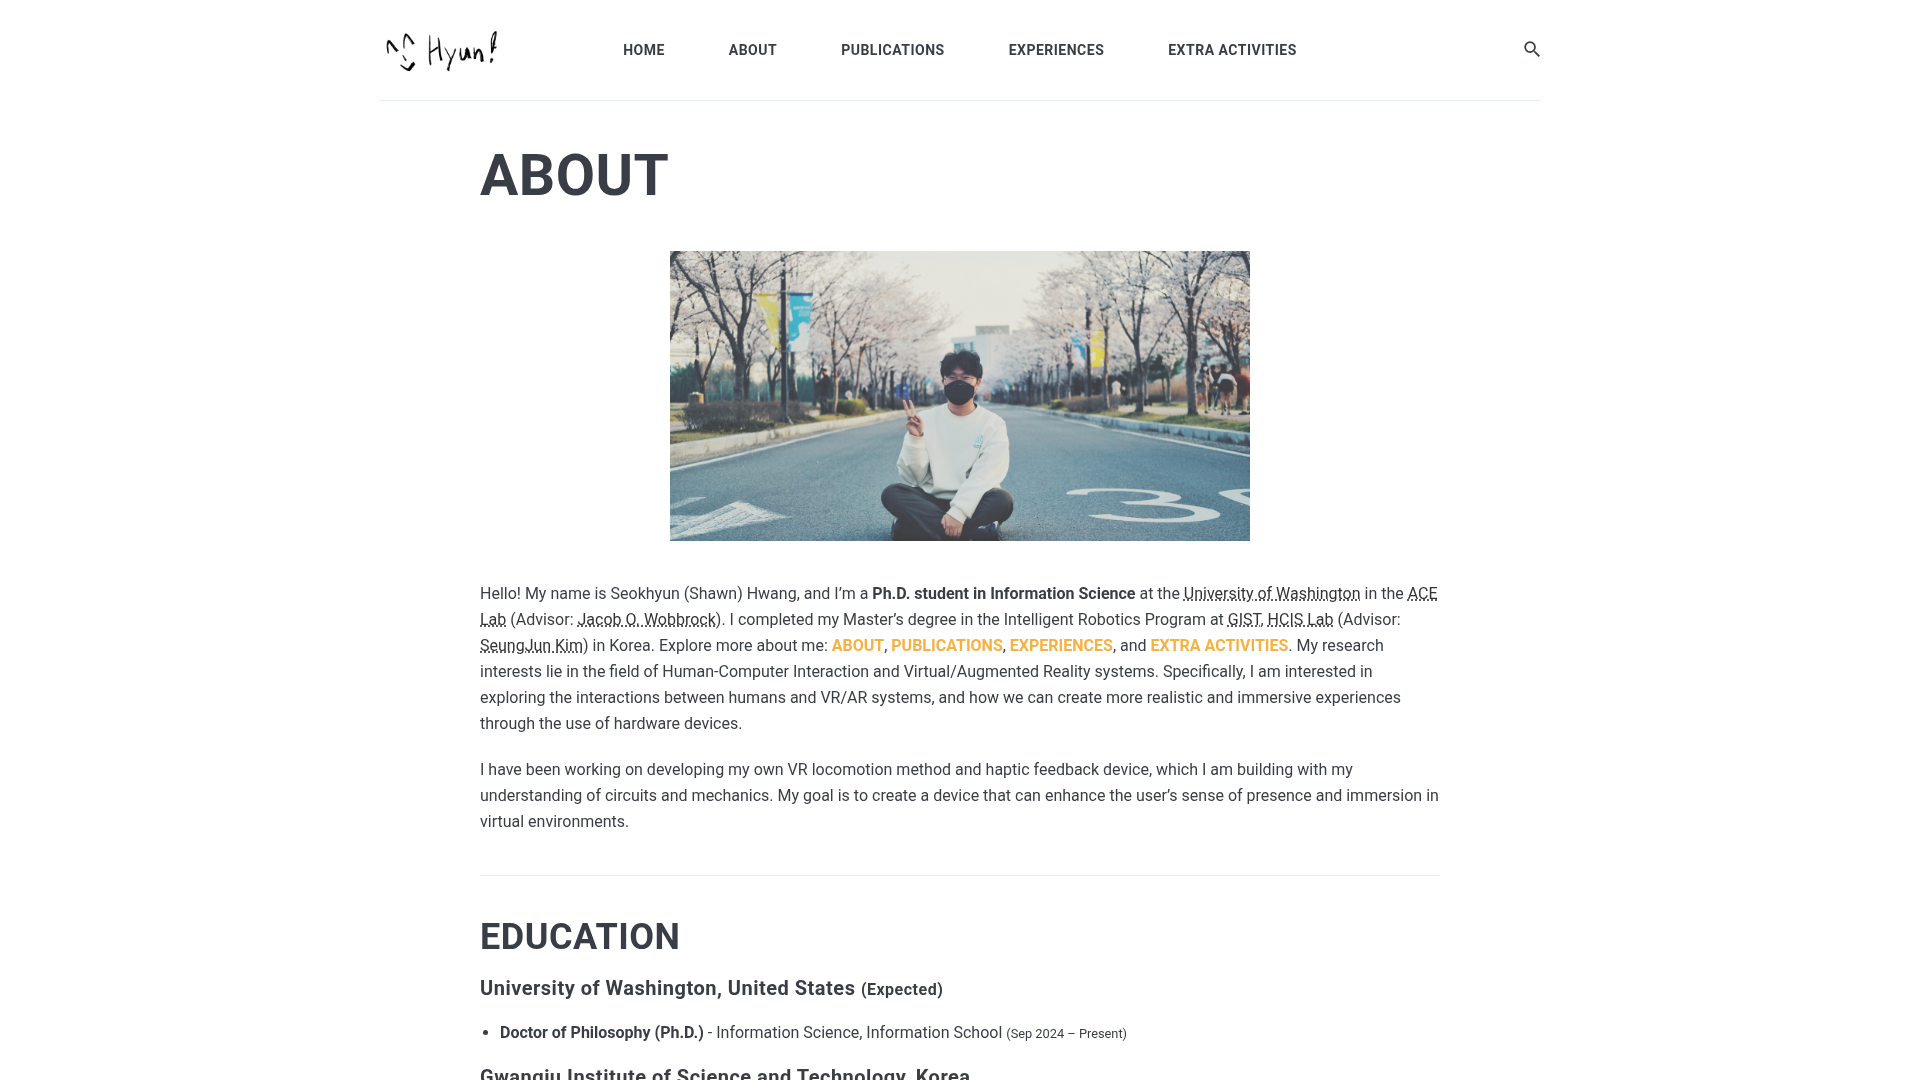 Hyun!
HOME
ABOUT
PUBLICATIONS
EXPERIENCES
EXTRA ACTIVITIES
ABOUT
3
Hello! My name is Seokhyun (Shawn) Hwang, and I’m a Ph.D. student in Information Science at the University of Washington in the ACE
Lab (Advisor: Jacob O. Wobbrock). I completed my Master’s degree in the Intelligent Robotics Program at GIST, HCIS Lab (Advisor:
SeungJun Kim) in Korea. Explore more about me: ABOUT, PUBLICATIONS, EXPERIENCES, and EXTRA ACTIVITIES. My research
interests lie in the field of Human-Computer Interaction and Virtual/Augmented Reality systems. Specifically, I am interested in
exploring the interactions between humans and VR/AR systems, and how we can create more realistic and immersive experiences
through the use of hardware devices.
I have been working on developing my own VR locomotion method and haptic feedback device, which I am building with my
understanding of circuits and mechanics. My goal is to create a device that can enhance the user’s sense of presence and immersion in
virtual environments.
EDUCATION
University of Washington, United States (Expected)
• Doctor of Philosophy (Ph.D.) - Information Science, Information School (Sep 2024 – Present)
Gwangju Institute of Science and Technology, Korea